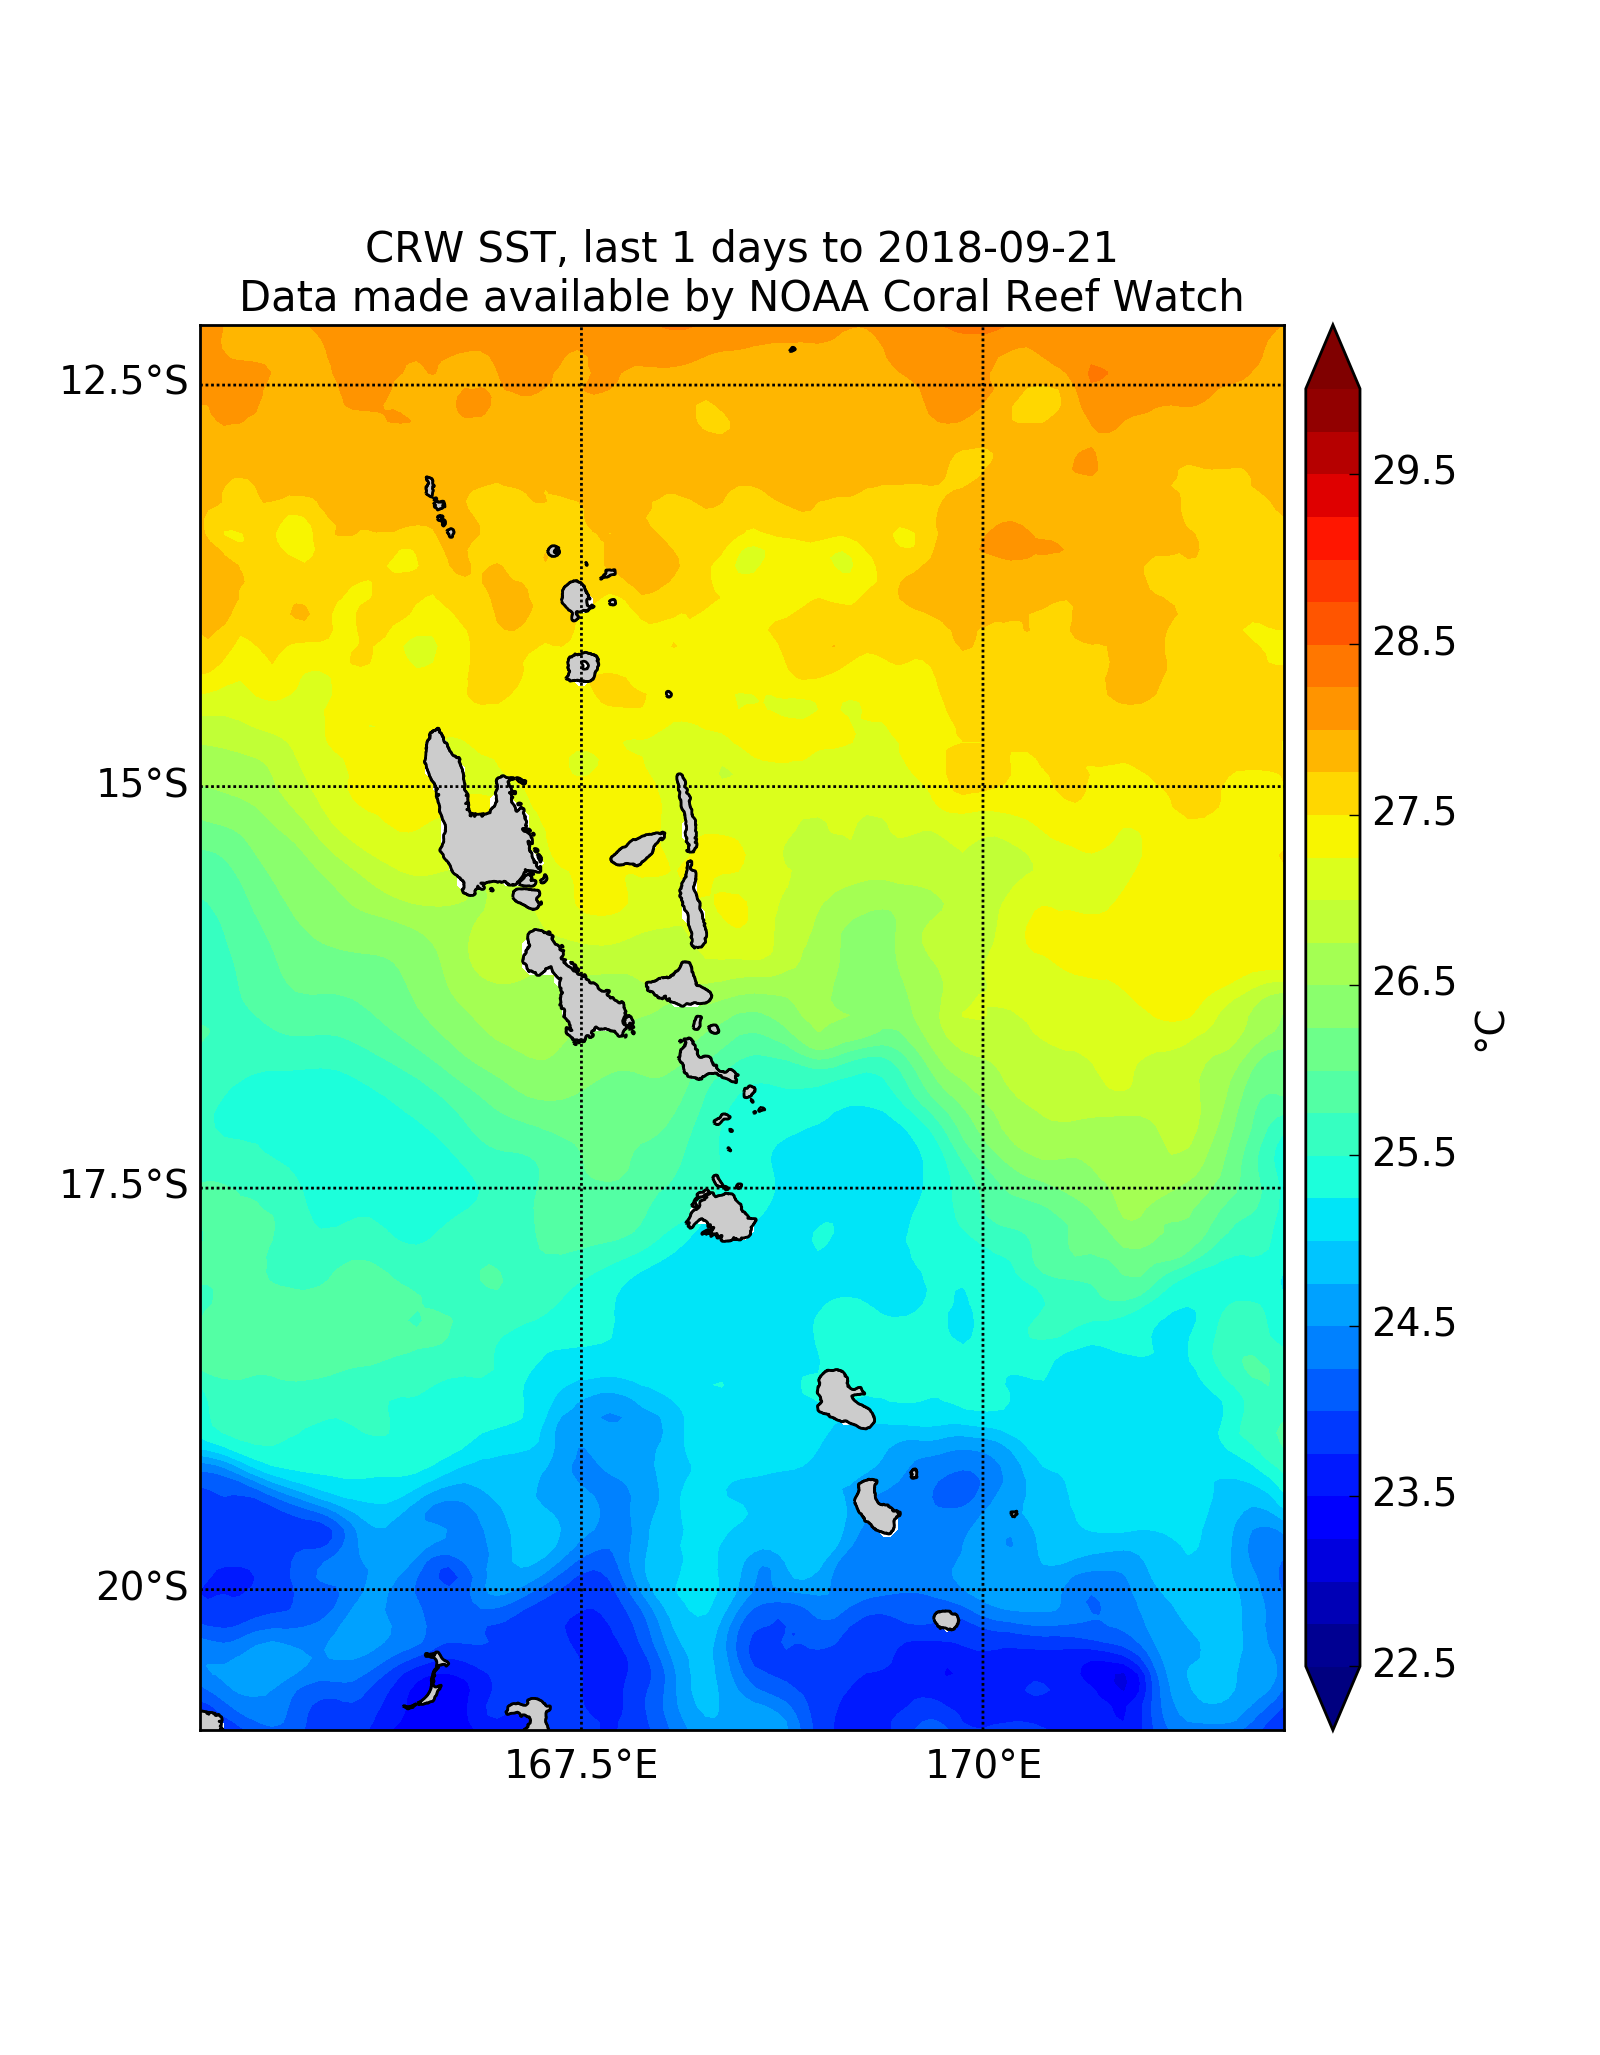 CRW SST, last 1 days to 2018-09-21
Data made available by NOAA Coral Reef Watch
12.5°S
15°S
17.5°S
20°S
167.5°E
170°E
29.5
28.5
27.5
26.5
25.5
24.5
23.5
22.5
°C